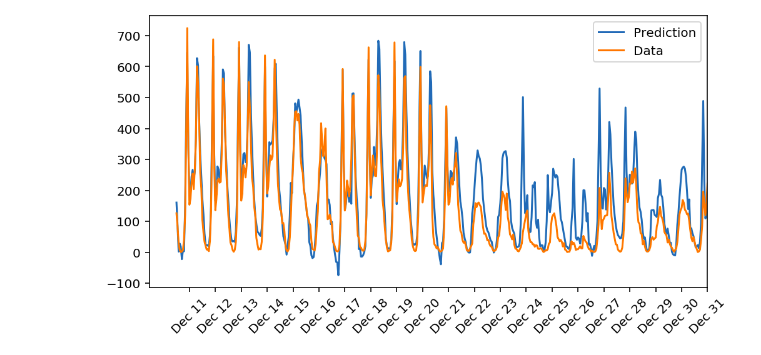 Prediction
Data
700
600
500
400
300
200
100
0
−100
Dec 11
Dec 12
Dec 13
Dec 14
Dec 15
Dec 16
Dec 17
Dec 18
Dec 19
Dec 20
Dec 21
Dec 22
Dec 23
Dec 24
Dec 25
Dec 26
Dec 27
Dec 28
Dec 29
Dec 30
Dec 31